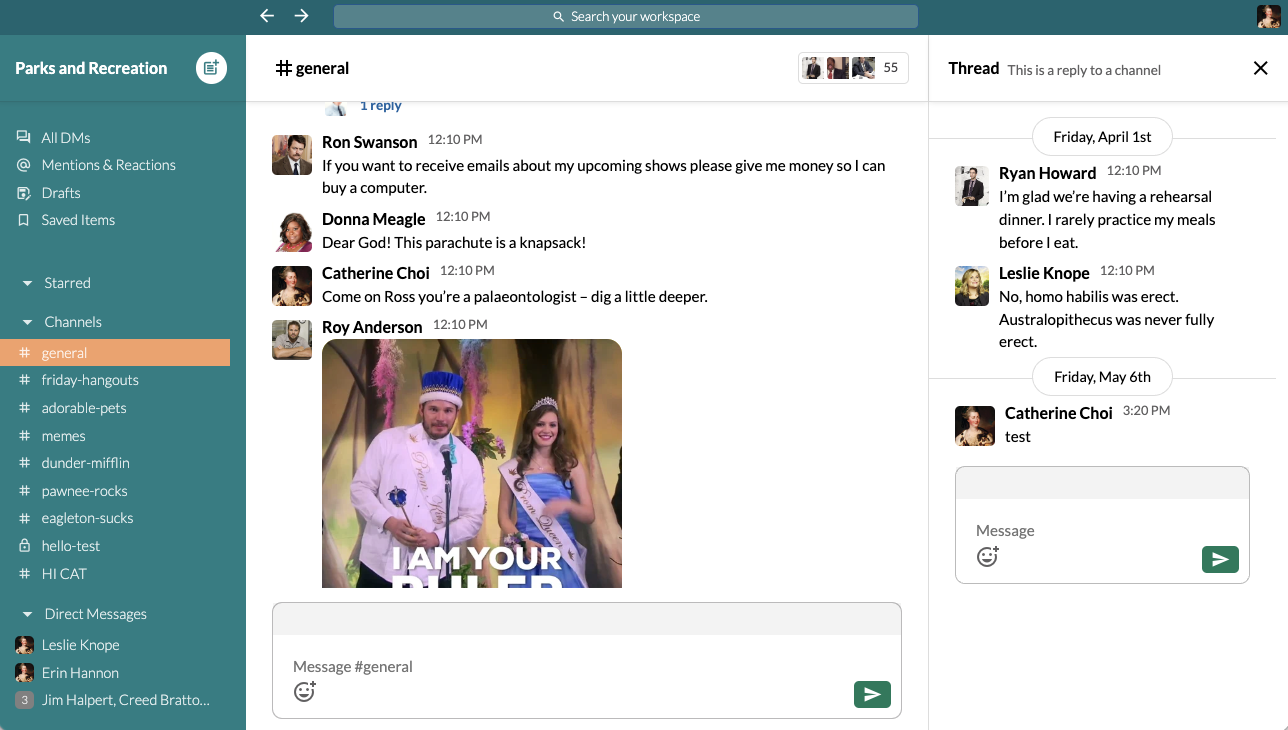 Search your workspace
Parks and Recreation
All DMs
Mentions & Reactions
Drafts
Saved Items
Starred
Channels
# general
# friday-hangouts
# adorable-pets
# memes
# dunder-mifflin
# pawnee-rocks
# eagleton-sucks
hello-test
# HI CAT
Direct Messages
Leslie Knope
Erin Hannon
3 Jim Halpert, Creed Bratto...
# general
55
1 reply
Ron Swanson 12:10 PM
If you want to receive emails about my upcoming shows please give me money so I can
buy a computer.
Donna Meagle 12:10 PM
Dear God! This parachute is a knapsack!
Catherine Choi 12:10 PM
Come on Ross you’re a palaeontologist – dig a little deeper.
Roy Anderson 12:10 PM
Prom King
Prom Queen
I AM YOUR
RULER
Message #general
Thread This is a reply to a channel
Friday, April 1st
Ryan Howard 12:10 PM
I’m glad we’re having a rehearsal
dinner. I rarely practice my meals
before I eat.
Leslie Knope 12:10 PM
No, homo habilis was erect.
Australopithecus was never fully
erect.
Friday, May 6th
Catherine Choi 3:20 PM
test
Message